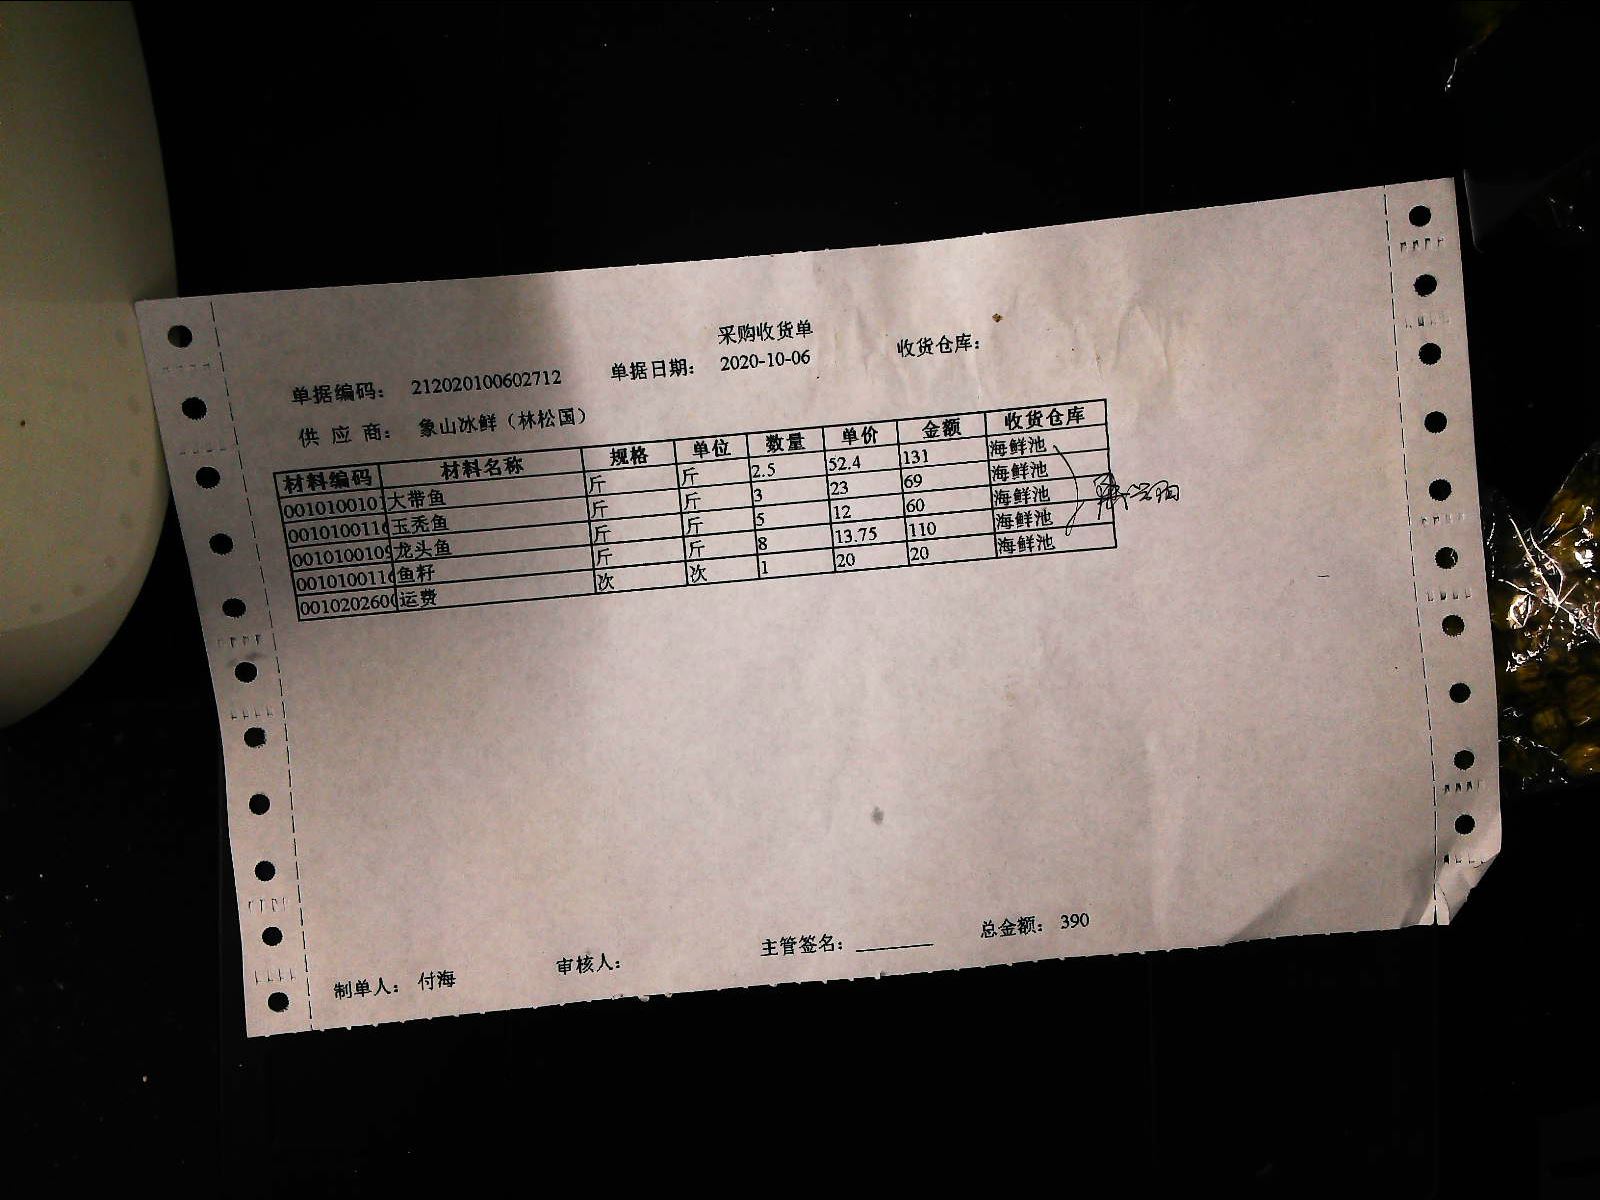 采购收货单
单据编码： 212020100602712 单据日期： 2020-10-06 收货仓库：
供 应 商： 象山冰鲜（林松国）
材料编码 材料名称 规格 单位 数量 单价 金额 收货仓库
0010100101 大带鱼 斤 斤 2.5 52.4 131 海鲜池
001010011 玉秃鱼 斤 斤 3 23 69 海鲜池
001010010 龙头鱼 斤 斤 5 12 60 海鲜池
001010011 鱼籽 斤 斤 8 13.75 110 海鲜池
001020260 运费 次 次 1 20 20 海鲜池
制单人： 付海 审核人： 主管签名：________ 总金额： 390